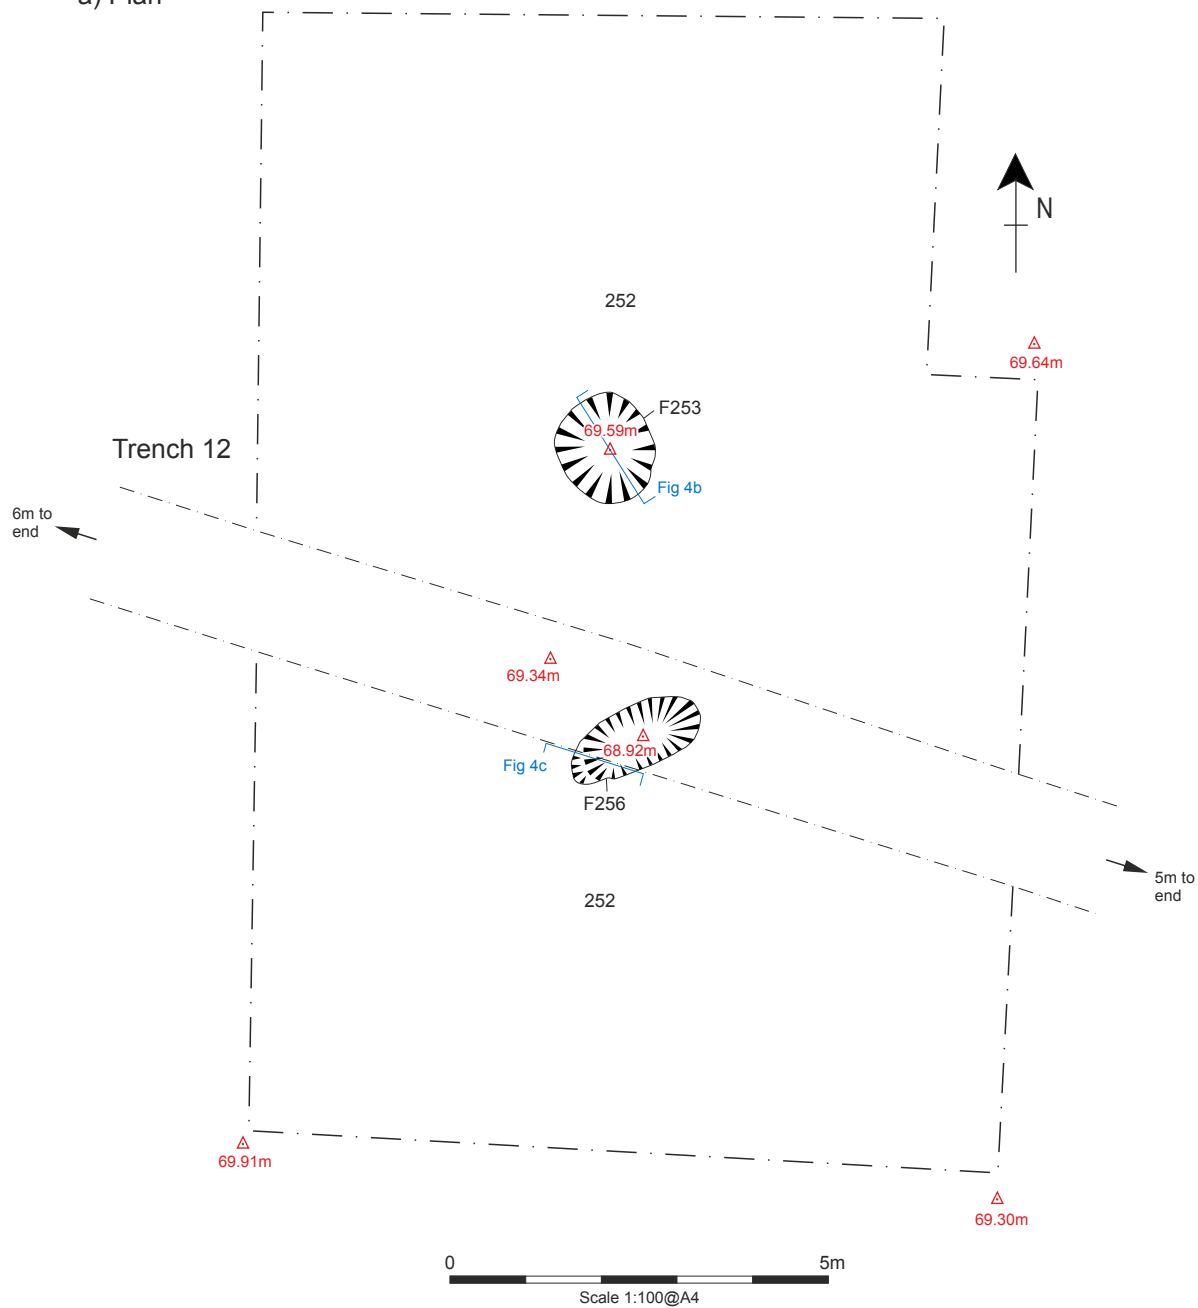 a) Plan
N
252
69.64m
F253
69.59m
Trench 12
Fig 4b
6m to
end
69.34m
68.92m
Fig 4c
F256
5m to
end
252
69.91m
69.30m
0 5m
Scale 1:100@A4